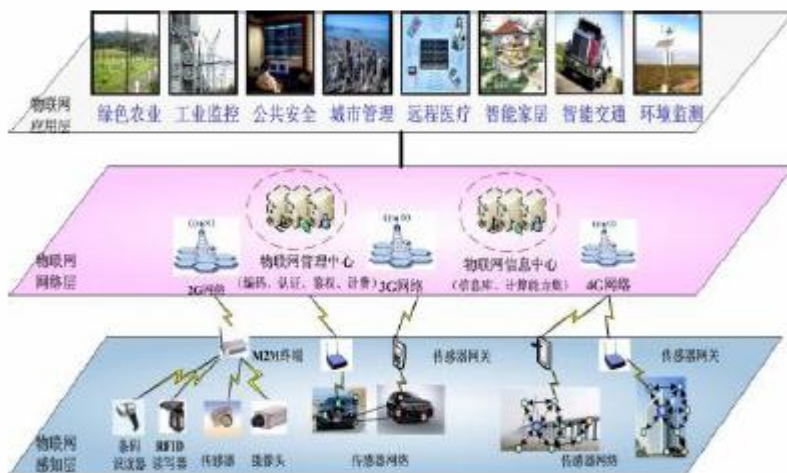 绿色农业 工业监控 公共安全 城市管理 远程医疗 智能家居 智能交通 环境监测
物联网
应用层
物联网管理中心
(编码、认证、鉴权、计费)
物联网信息中心
(信息库、计算能力集)
2G网络
3G网络
4G网络
物联网
网络层
M2M终端
传感器网关
传感器网关
条码
识读器
RFID
读写器
传感器
摄像头
传感器网络
传感器网络
物联网
感知层